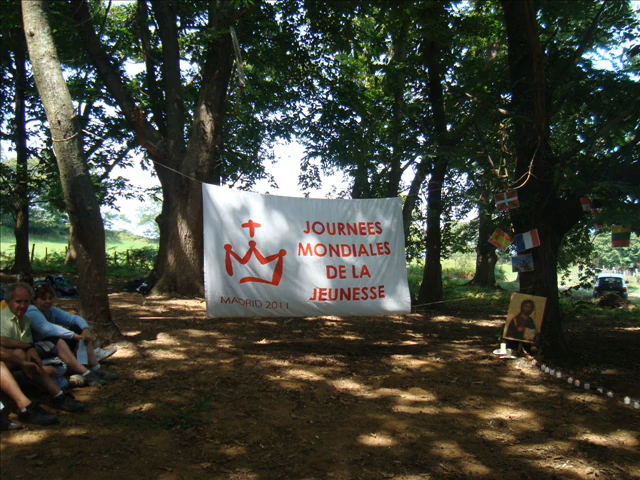 JOURNEES
MONDIALES
DE LA
JEUNESSE
MADRID 2011